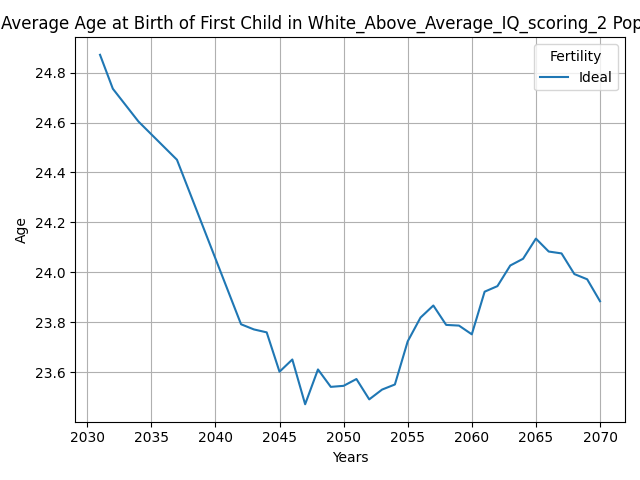 Average Age at Birth of First Child in White_Above_Average_IQ_scoring_2 Pop
Fertility
Ideal
24.8
24.6
24.4
24.2
24.0
23.8
23.6
Age
2030 2035 2040 2045 2050 2055 2060 2065 2070
Years